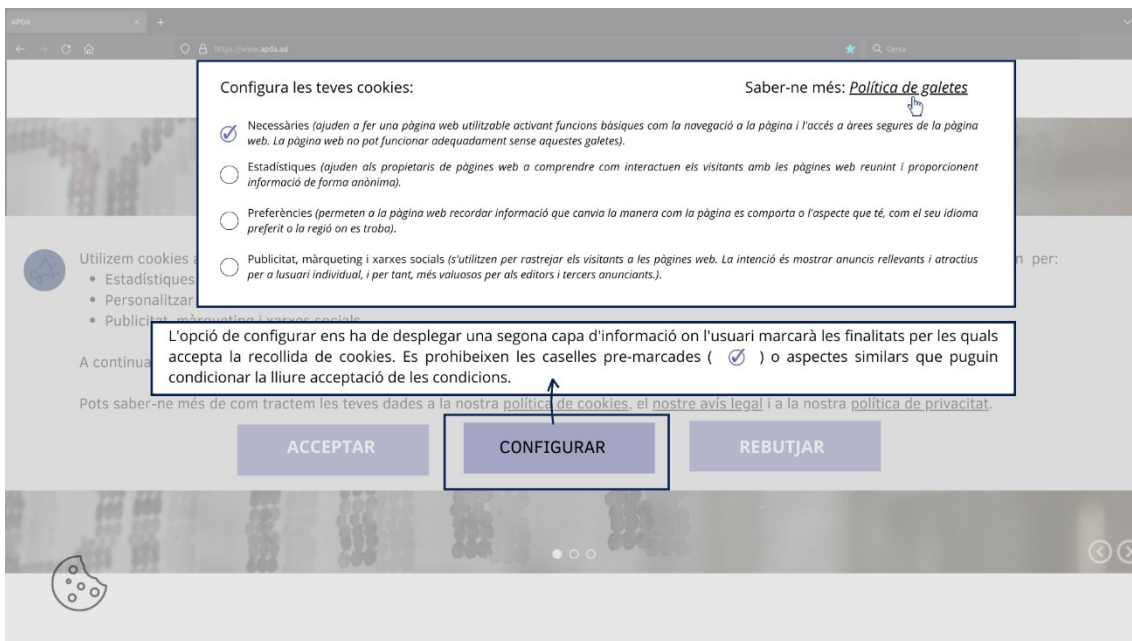 APDA
https://www.apda.ad
Cerca
Configura les teves cookies:
Saber-ne més: Política de galetes
Necessàries (ajuden a fer una pàgina web utilitzable activant funcions bàsiques com la navegació a la pàgina i l'accés a àrees segures de la pàgina
web. La pàgina web no pot funcionar adequadament sense aquestes galetes).
Estadístiques (ajuden als propietaris de pàgines web a comprendre com interactuen els visitants amb les pàgines web reunint i proporcionent
informació de forma anònima).
Preferències (permeten a la pàgina web recordar informació que canvia la manera com la pàgina es comporta o l'aspecte que té, com el seu idioma
preferit o la regió on es troba).
Publicitat, màrqueting i xarxes socials (s'utilitzen per rastrejar els visitants a les pàgines web. La intenció és mostrar anuncis rellevants i atractius
per a lusuari individual, i per tant, més valuosos per als editors i tercers anunciants.).
Utilizem cookies
n per:
• Estadístiques
• Personalitzar
• Publicitat, màrqueting i xarxes socials
L'opció de configurar ens ha de desplegar una segona capa d'informació on l'usuari marcarà les finalitats per les quals
accepta la recollida de cookies. Es prohibeixen les caselles pre-marcades ( ) o aspectes similars que puguin
condicionar la lliure acceptació de les condicions.
A continua
Pots saber-ne més de com tractem les teves dades a la nostra política de cookies, el nostre avís legal i a la nostra política de privacitat.
ACCEPTAR
CONFIGURAR
REBUTJAR